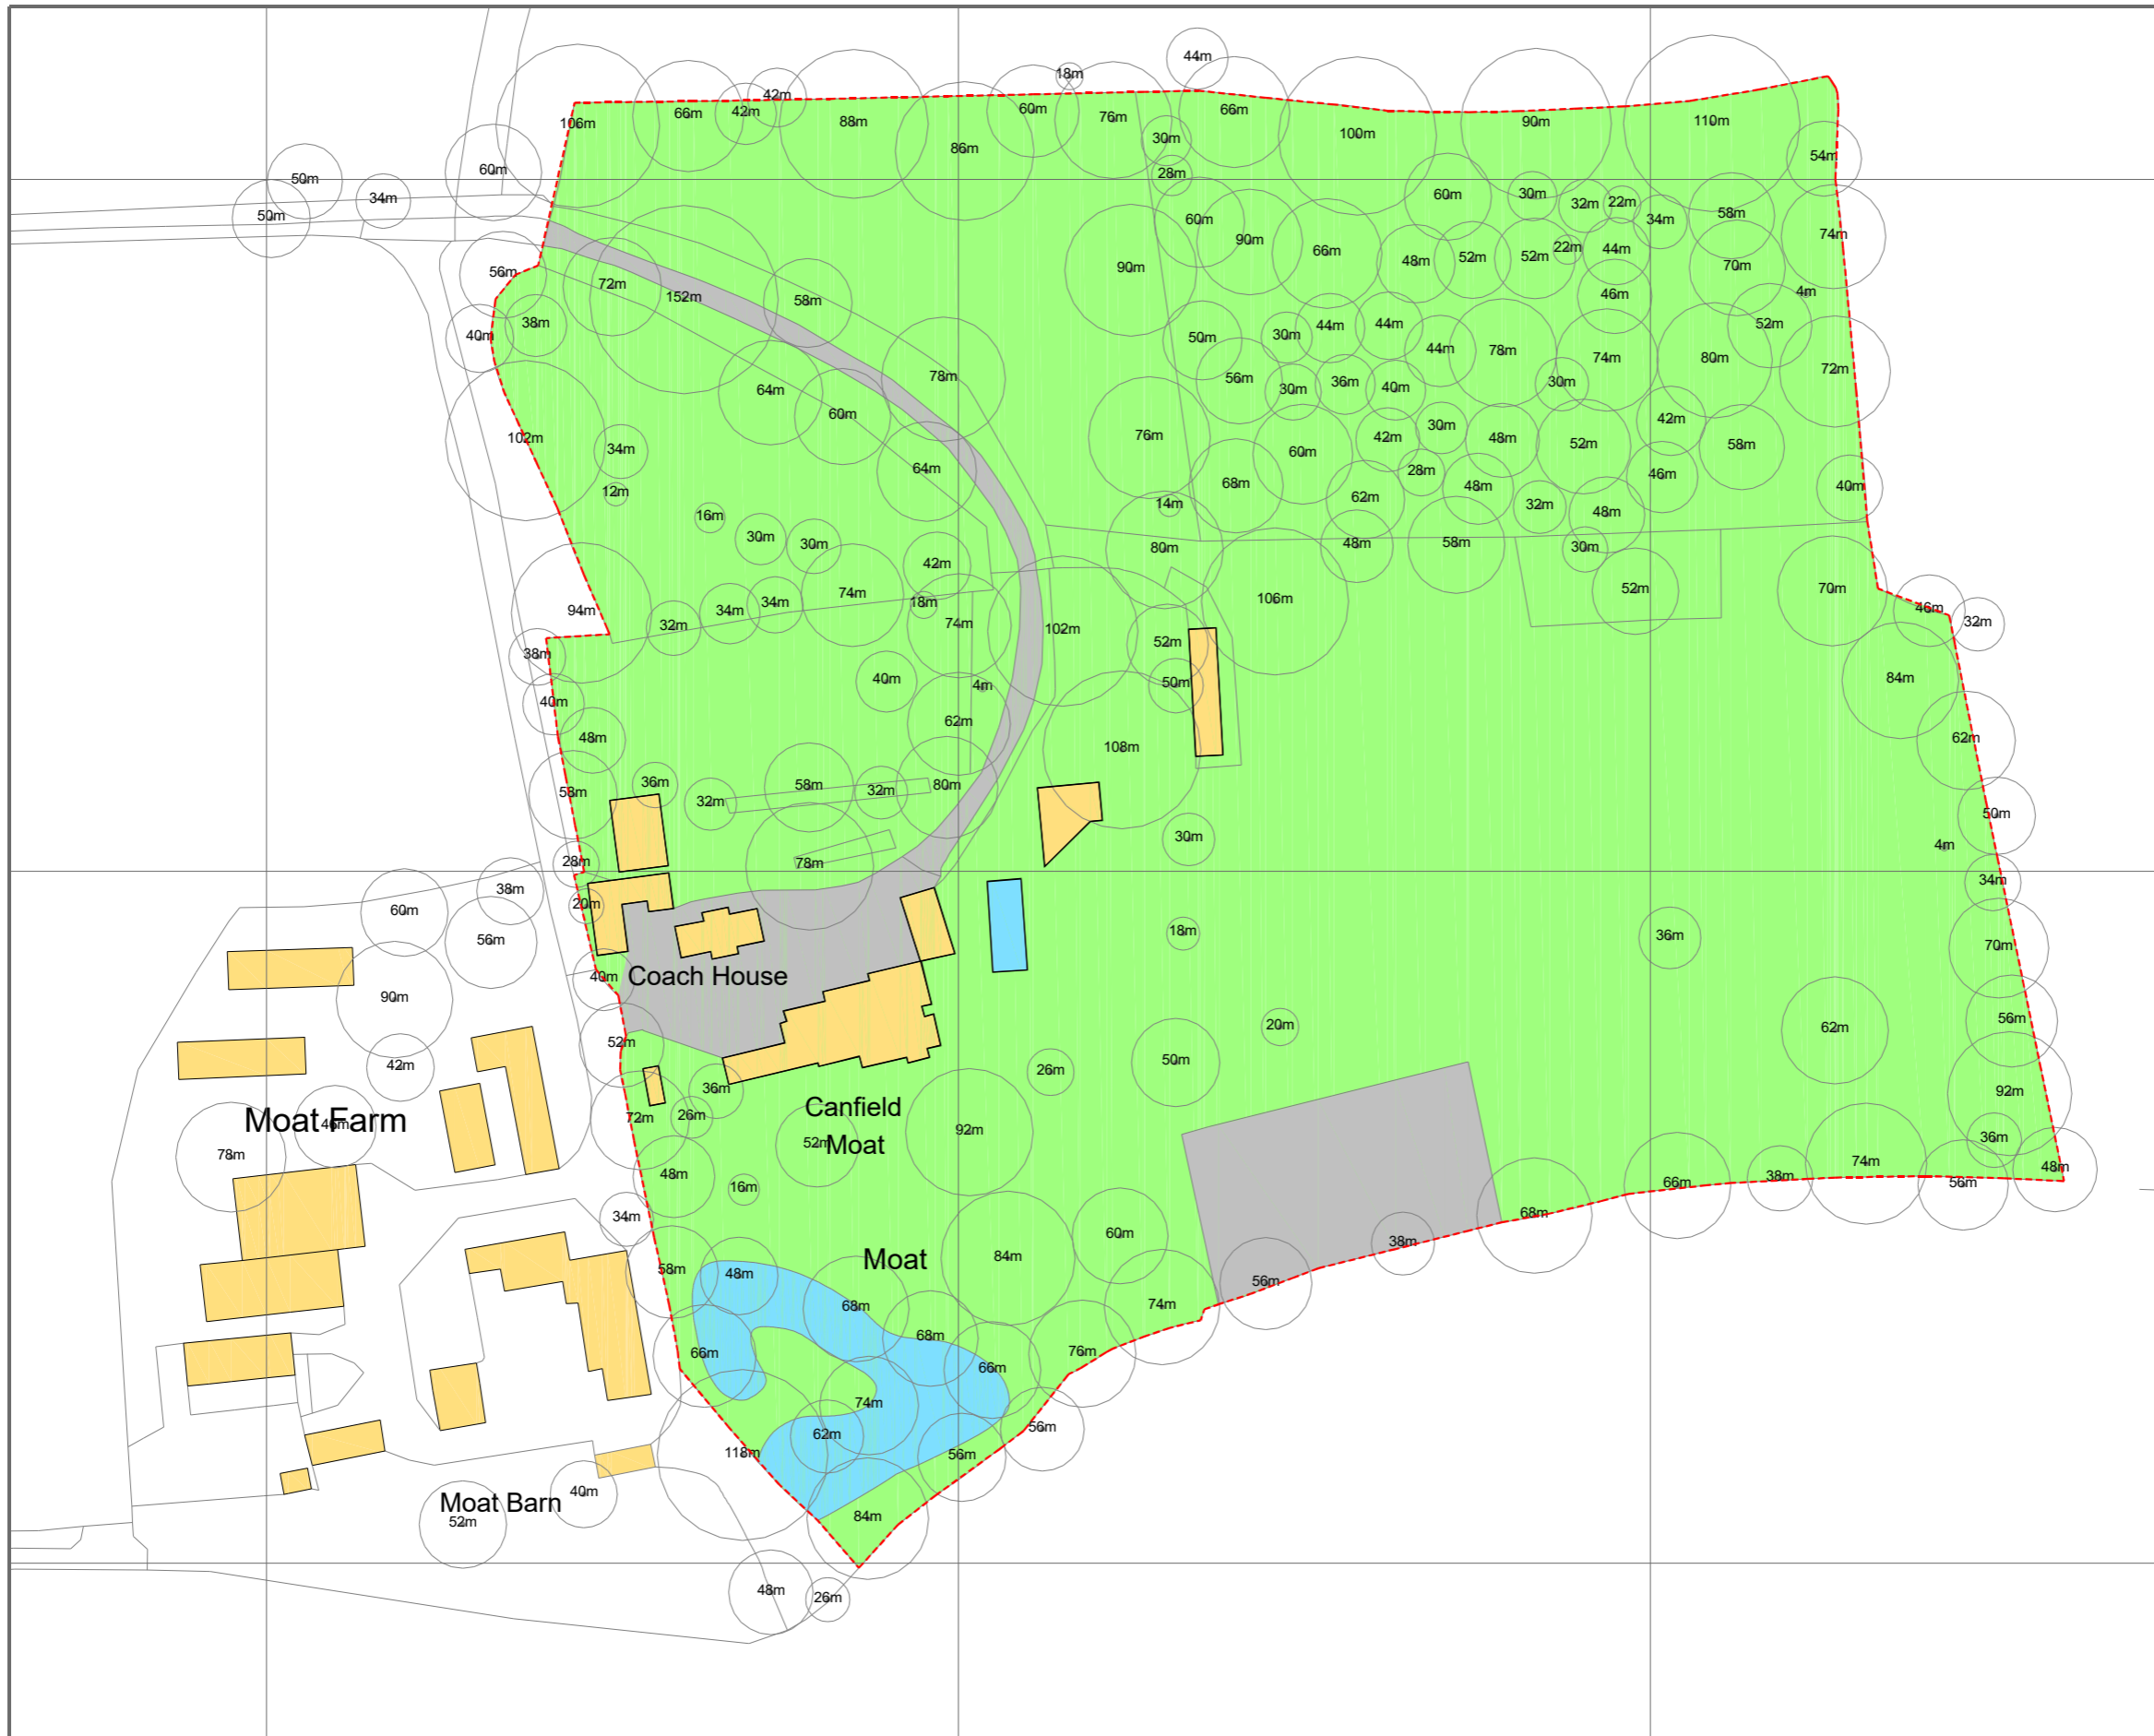 44m
18m
42m
106m
66m
42m
88m
60m
76m
66m
100m
90m
110m
86m
30m
54m
60m
50m
28m
34m
50m
60m
60m
30m
32m
22m
34m
58m
74m
90m
90m
66m
48m
52m
52m
22m
44m
70m
56m
72m
152m
58m
46m
4m
38m
40m
50m
30m
44m
44m
44m
78m
74m
80m
52m
72m
78m
64m
60m
56m
30m
36m
40m
30m
102m
34m
64m
76m
60m
42m
30m
48m
52m
42m
58m
12m
16m
68m
14m
62m
28m
48m
32m
46m
48m
40m
30m
30m
80m
48m
58m
30m
42m
74m
18m
106m
52m
70m
94m
32m
34m
34m
74m
102m
52m
46m
32m
38m
40m
40m
4m
50m
84m
48m
62m
108m
62m
58m
36m
32m
58m
32m
80m
50m
30m
28m
78m
4m
34m
38m
20m
60m
56m
18m
36m
70m
40m
Coach House
90m
52m
20m
62m
56m
42m
26m
50m
36m
92m
Moat Farm
46m
72m
26m
Canfield
Moat
52m
92m
78m
36m
48m
16m
74m
66m
38m
56m
48m
34m
60m
68m
38m
Moat
84m
58m
48m
68m
74m
56m
68m
66m
66m
76m
74m
62m
56m
56m
118m
Moat Barn
40m
52m
84m
48m
26m